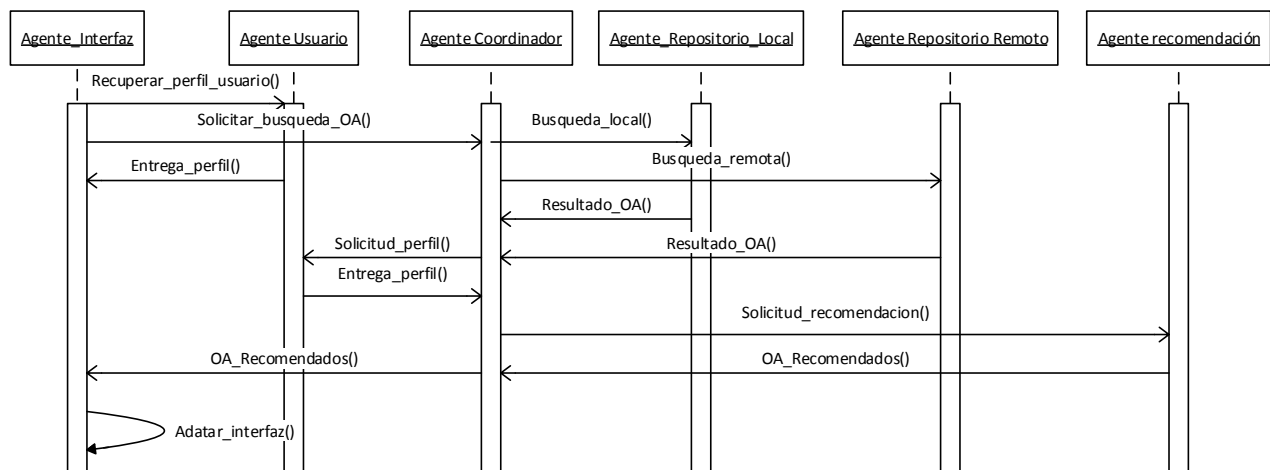 Agente_Interfaz
Agente Usuario
Agente Coordinador
Agente_Repositorio_Local
Agente Repositorio Remoto
Agente recomendación
Recuperar_perfil_usuario()
Solicitar_busqueda_OA()
Busqueda_local()
Entrega_perfil()
Busqueda_remota()
Resultado_OA()
Solicitud_perfil()
Resultado_OA()
Entrega_perfil()
Solicitud_recomendacion()
OA_Recomendados()
OA_Recomendados()
Adatar_interfaz()